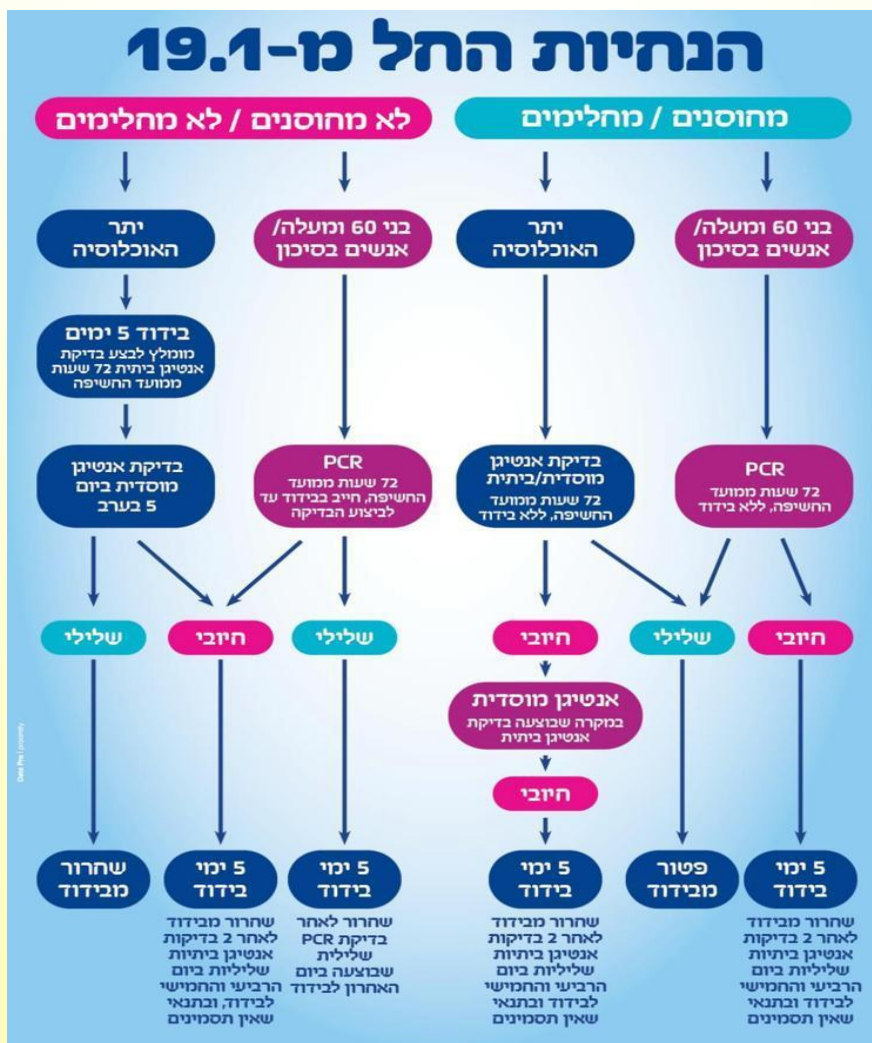 הנחיות החל מ-19.1
מחוסנים / מחלימים
לא מחוסנים / לא מחלימים
בני 60 ומעלה/
אנשים בסיכון
יתר
האוכלוסיה
בני 60 ומעלה/
אנשים בסיכון
יתר
האוכלוסיה
בידוד 5 ימים
מומלץ לבצע בדיקת
אנטיגן ביתית 72 שעות
ממועד החשיפה
PCR
72 שעות ממועד
החשיפה, ללא בידוד
בדיקת אנטיגן
מוסדית/ביתית
72 שעות ממועד
החשיפה, ללא בידוד
PCR
72 שעות ממועד
החשיפה, חייב בבידוד עד
לביצוע הבדיקה
בדיקת אנטיגן
מוסדית ביום
5 בערב
חיובי
שלילי
חיובי
שלילי
חיובי
שלילי
אנטיגן מוסדית
במקרה שבוצעה בדיקת
אנטיגן ביתית
חיובי
5 ימי
בידוד
שחרור מבידוד
לאחר 2 בדיקות
אנטיגן ביתיות
שליליות ביום
הרביעי והחמישי
לבידוד ובתנאי
שאין תסמינים
פטור
מבידוד
5 ימי
בידוד
שחרור מבידוד
לאחר 2 בדיקות
אנטיגן ביתיות
שליליות ביום
הרביעי והחמישי
לבידוד ובתנאי
שאין תסמינים
5 ימי
בידוד
שחרור לאחר
בדיקת PCR
שלילית
שבוצעה ביום
האחרון לבידוד
5 ימי
בידוד
שחרור מבידוד
לאחר 2 בדיקות
אנטיגן ביתיות
שליליות ביום
הרביעי והחמישי
לבידוד, ובתנאי
שאין תסמינים
שחרור
מבידוד